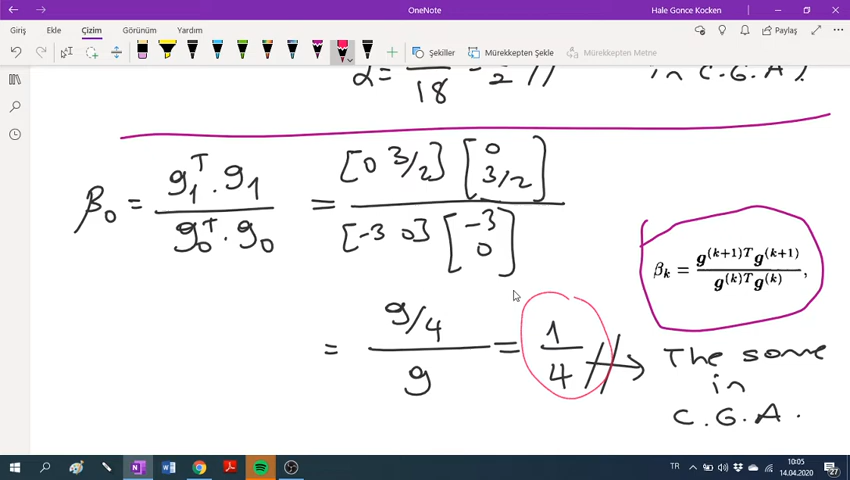 OneNote
Hale Gonce Kocken
Giriş Ekle Çizim Görünüm Yardım
Paylaş
Şekiller Mürekkepten Şekle Mürekkepten Metne
α = 18 = 2 //
in C.G.A).
β₀ = g₁ᵀ.g₁ / g₀ᵀ.g₀ = [0 3/2] [0 3/2] / [-3 0] [-3 0]
βₖ = g⁽ᵏ⁺¹⁾ᵀ g⁽ᵏ⁺¹⁾ / g⁽ᵏ⁾ᵀ g⁽ᵏ⁾,
= 9/4 / 9 = 1/4 // →
The same
in
C.G.A.
TR 10:05
14.04.2020
27